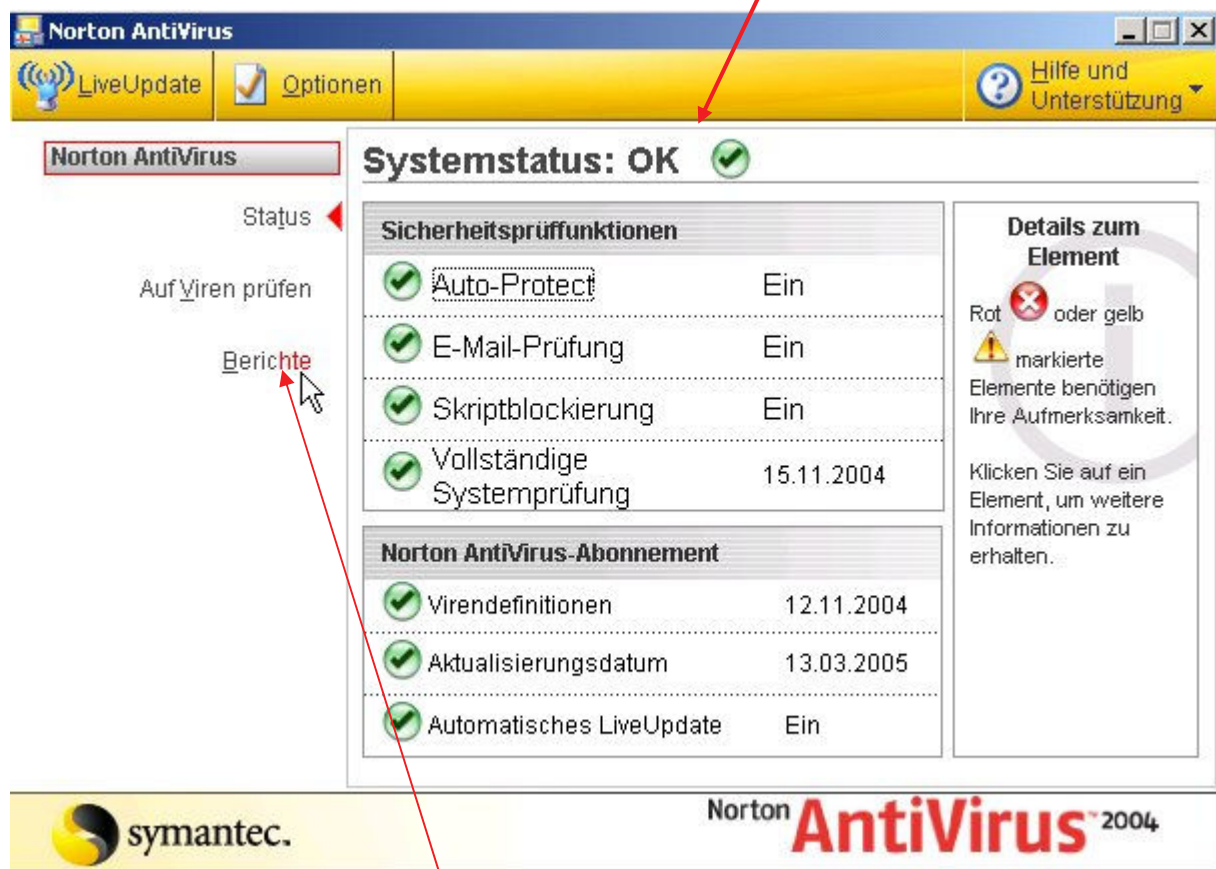 Norton AntiVirus
LiveUpdate
Optionen
Hilfe und
Unterstützung
Norton AntiVirus
Status
Auf Viren prüfen
Berichte
Systemstatus: OK
Sicherheitsprüffunktionen
Auto-Protect Ein
E-Mail-Prüfung Ein
Skriptblockierung Ein
Vollständige
Systemprüfung 15.11.2004
Norton AntiVirus-Abonnement
Virendefinitionen 12.11.2004
Aktualisierungsdatum 13.03.2005
Automatisches LiveUpdate Ein
Details zum
Element
Rot oder gelb
markierte
Elemente benötigen
Ihre Aufmerksamkeit.
Klicken Sie auf ein
Element, um weitere
Informationen zu
erhalten.
symantec.
Norton AntiVirus™ 2004